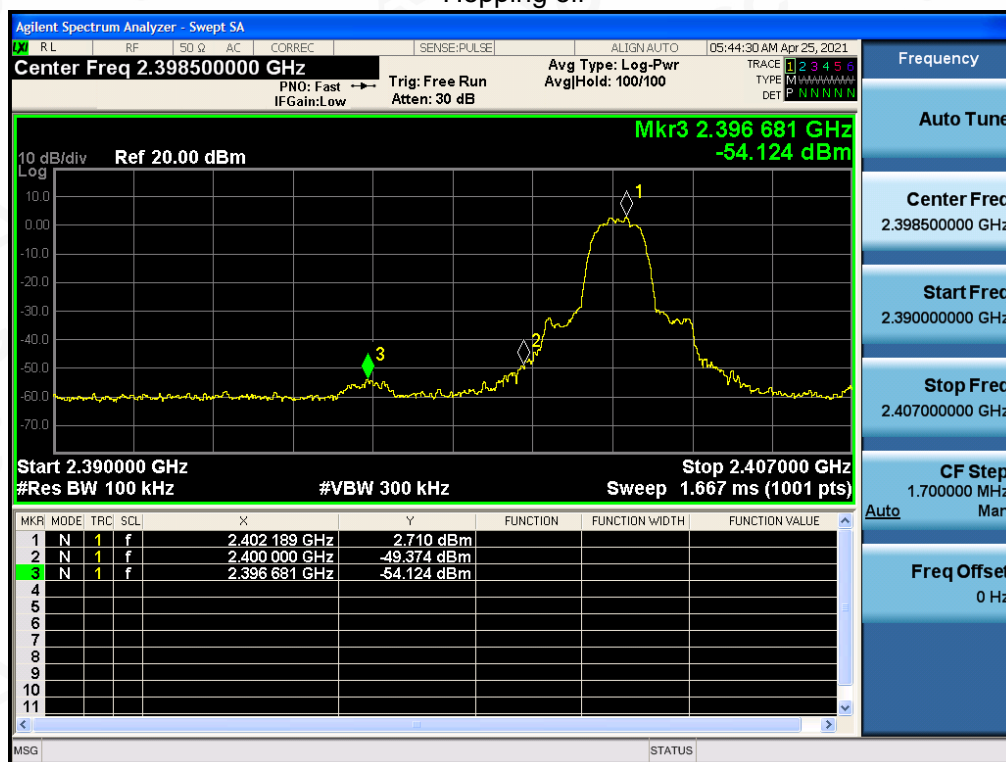 Hopping off
Agilent Spectrum Analyzer - Swept SA
LXI RL RF 50 Ω AC CORREC SENSE:PULSE ALIGN AUTO 05:44:30 AM Apr 25, 2021
Center Freq 2.398500000 GHz
PNO: Fast
IFGain:Low
Trig: Free Run
Atten: 30 dB
Avg Type: Log-Pwr
Avg|Hold: 100/100
TRACE 1 2 3 4 5 6
TYPE M
DET P N N N N N
Mkr3 2.396 681 GHz
-54.124 dBm
10 dB/div Ref 20.00 dBm
Log
10.0
0.00
-10.0
-20.0
-30.0
-40.0
-50.0
-60.0
-70.0
1
2
3
Start 2.390000 GHz Stop 2.407000 GHz
#Res BW 100 kHz #VBW 300 kHz Sweep 1.667 ms (1001 pts)
MKR MODE TRC SCL X Y FUNCTION FUNCTION WIDTH FUNCTION VALUE
1 N 1 f 2.402 189 GHz 2.710 dBm
2 N 1 f 2.400 000 GHz -49.374 dBm
3 N 1 f 2.396 681 GHz -54.124 dBm
4
5
6
7
8
9
10
11
MSG STATUS
Frequency
Auto Tune
Center Freq
2.398500000 GHz
Start Freq
2.390000000 GHz
Stop Freq
2.407000000 GHz
CF Step
1.700000 MHz
Auto Man
Freq Offset
0 Hz